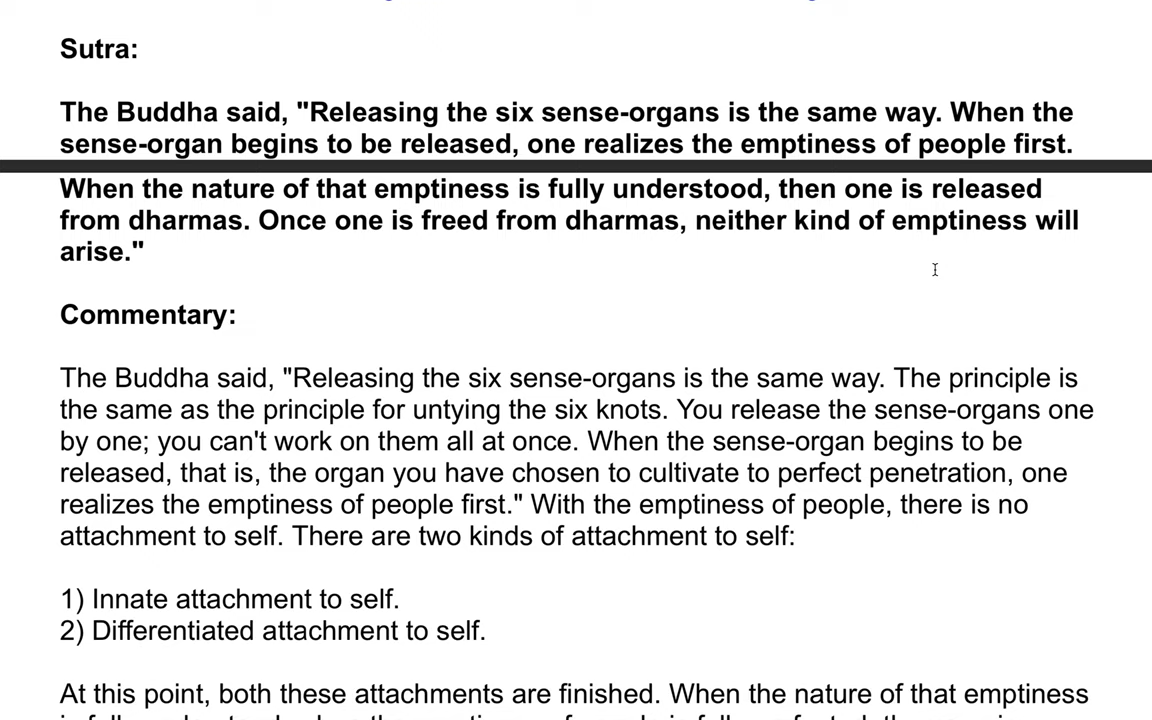 Sutra:
The Buddha said, "Releasing the six sense-organs is the same way. When the
sense-organ begins to be released, one realizes the emptiness of people first.
When the nature of that emptiness is fully understood, then one is released
from dharmas. Once one is freed from dharmas, neither kind of emptiness will
arise."
Commentary:
The Buddha said, "Releasing the six sense-organs is the same way. The principle is
the same as the principle for untying the six knots. You release the sense-organs one
by one; you can't work on them all at once. When the sense-organ begins to be
released, that is, the organ you have chosen to cultivate to perfect penetration, one
realizes the emptiness of people first." With the emptiness of people, there is no
attachment to self. There are two kinds of attachment to self:
1) Innate attachment to self.
2) Differentiated attachment to self.
At this point, both these attachments are finished. When the nature of that emptiness